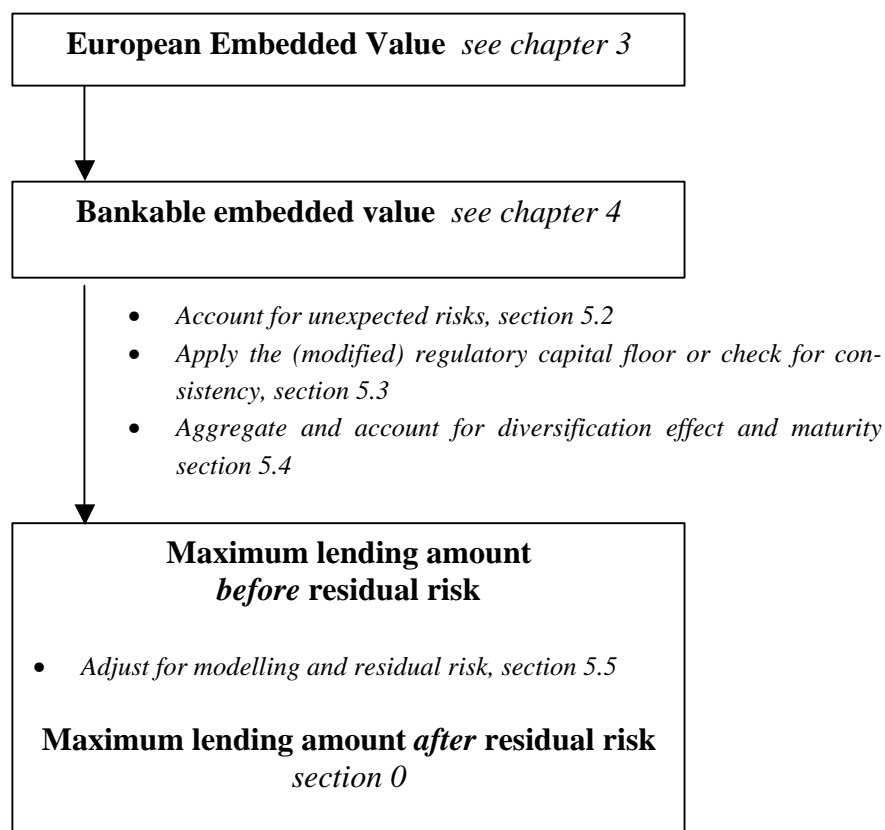 European Embedded Value see chapter 3
Bankable embedded value see chapter 4
• Account for unexpected risks, section 5.2
• Apply the (modified) regulatory capital floor or check for con-
sistency, section 5.3
• Aggregate and account for diversification effect and maturity
section 5.4
Maximum lending amount
before residual risk
• Adjust for modelling and residual risk, section 5.5
Maximum lending amount after residual risk
section 0